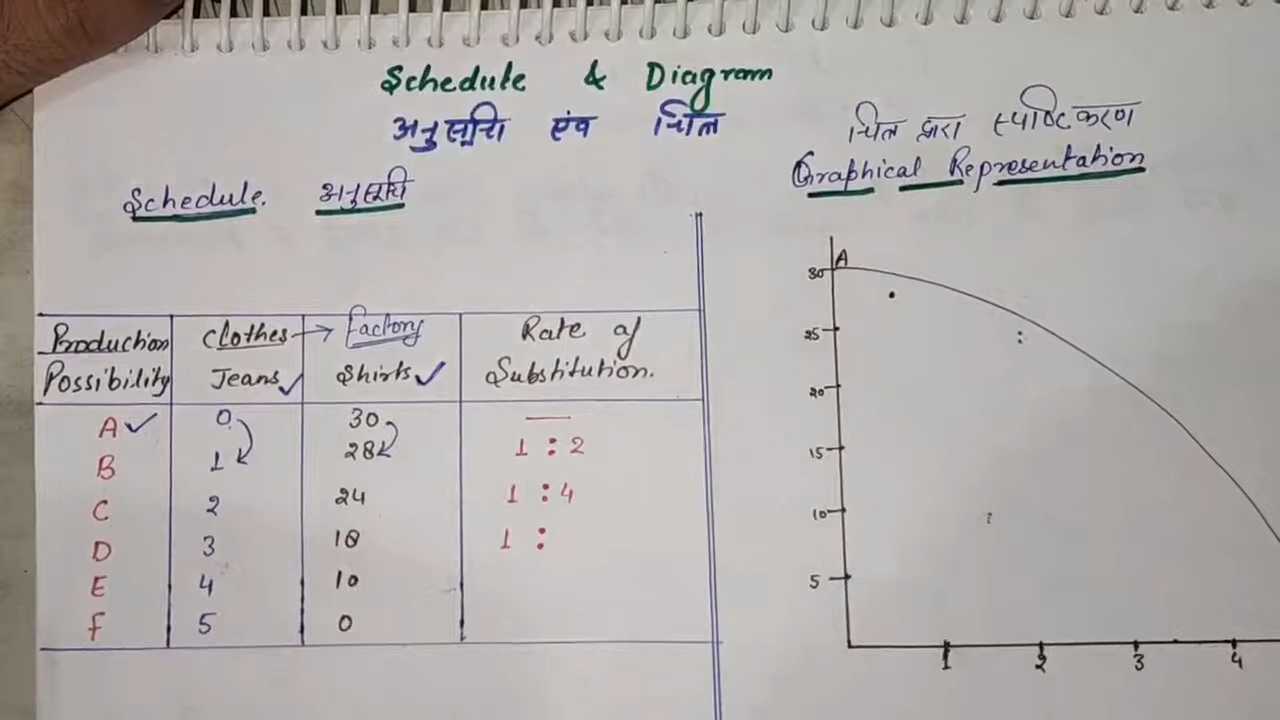 Schedule & Diagram
अनुसूचि एंव चित्र
चित्र द्वारा स्पष्टिकरण
Graphical Representation
Schedule. अनुसूचि
Production Possibility
Clothes → Factory
Jeans ✓
Shirts ✓
Rate of Substitution.
A ✓ 0 30 —
B 1 28 1 : 2
C 2 24 1 : 4
D 3 18 1 :
E 4 10
F 5 0
A
30
25
20
15
10
5
1 2 3 4